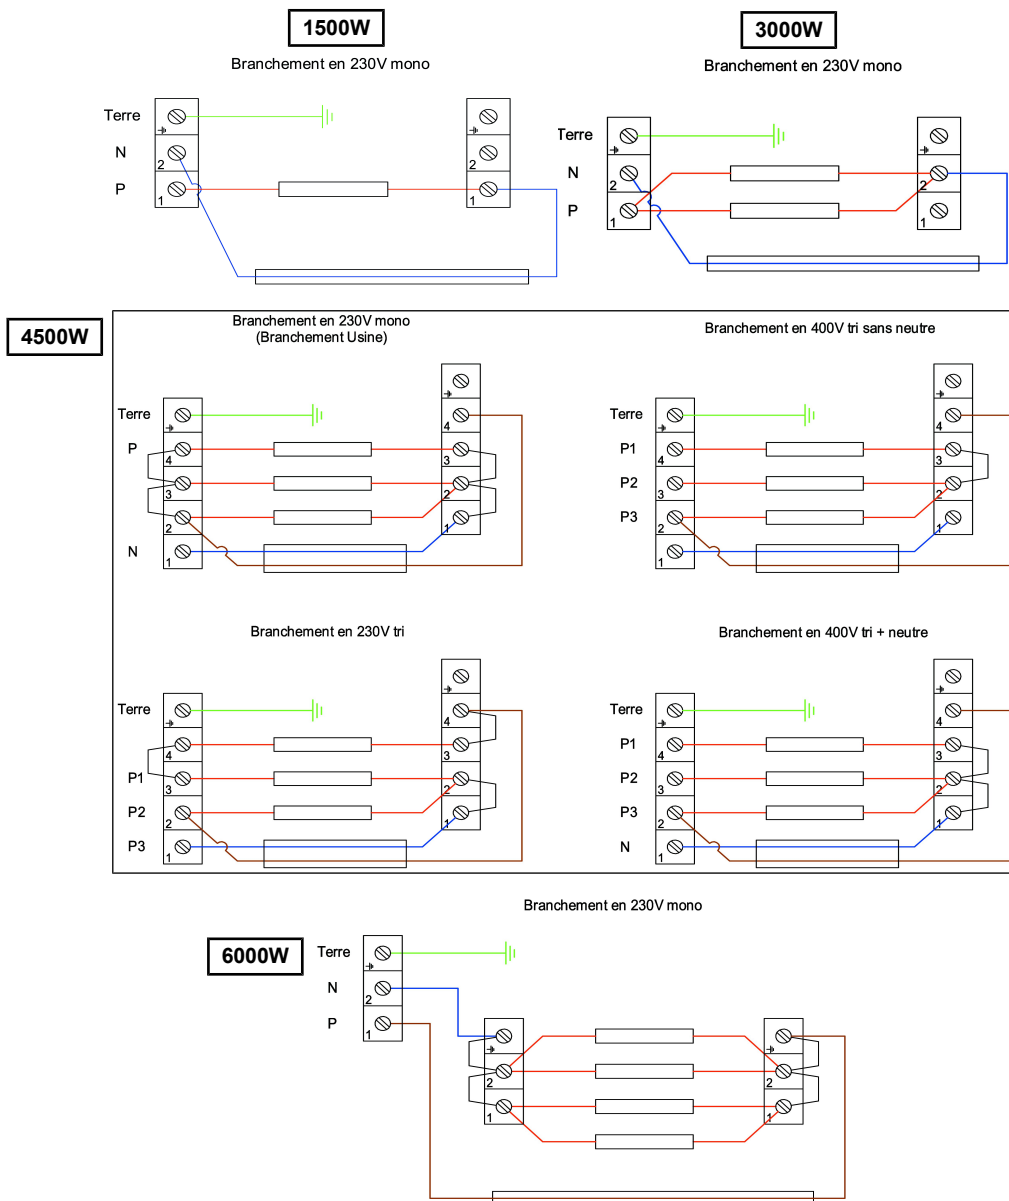 1500W
Branchement en 230V mono
Terre
N
2
2
P
1
1
3000W
Branchement en 230V mono
Terre
N
2
2
P
1
1
4500W
Branchement en 230V mono
(Branchement Usine)
Terre
4
P
4
3
3
2
2
1
N
1
Branchement en 400V tri sans neutre
Terre
4
P1
4
3
P2
3
2
P3
2
1
1
Branchement en 230V tri
Terre
4
4
3
P1
3
2
P2
2
1
P3
1
Branchement en 400V tri + neutre
Terre
4
P1
4
3
P2
3
2
P3
2
1
N
1
Branchement en 230V mono
6000W
Terre
N
2
P
1
2
2
1
1